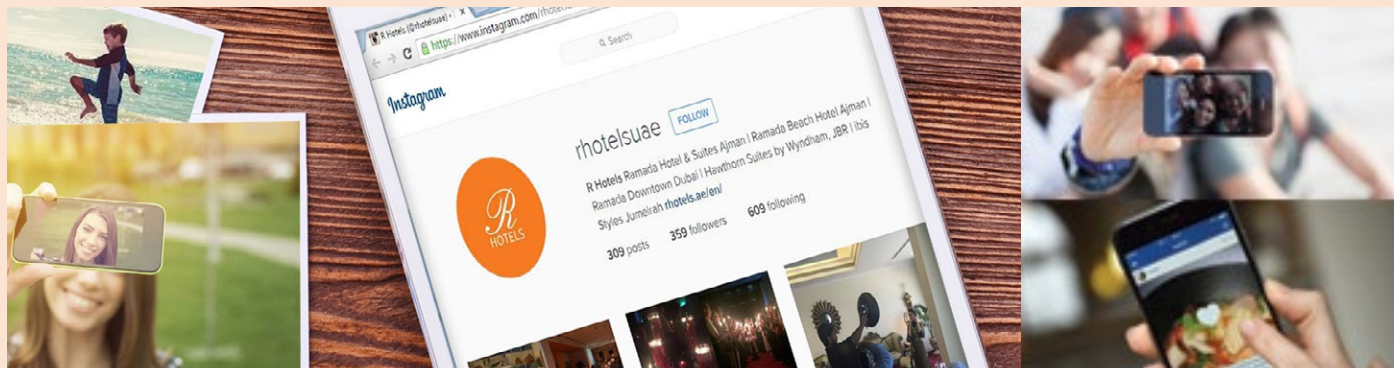 R Hotels (@rhotelsuae) •
https://www.instagram.com/rhotels
Search
Instagram
rhotelsuae FOLLOW
R Hotels Ramada Hotel & Suites Ajman l Ramada Beach Hotel Ajman l
Ramada Downtown Dubai l Hawthorn Suites by Wyndham, JBR l ibis
Styles Jumeirah rhotels.ae/en/
309 posts 359 followers 609 following
R
HOTELS